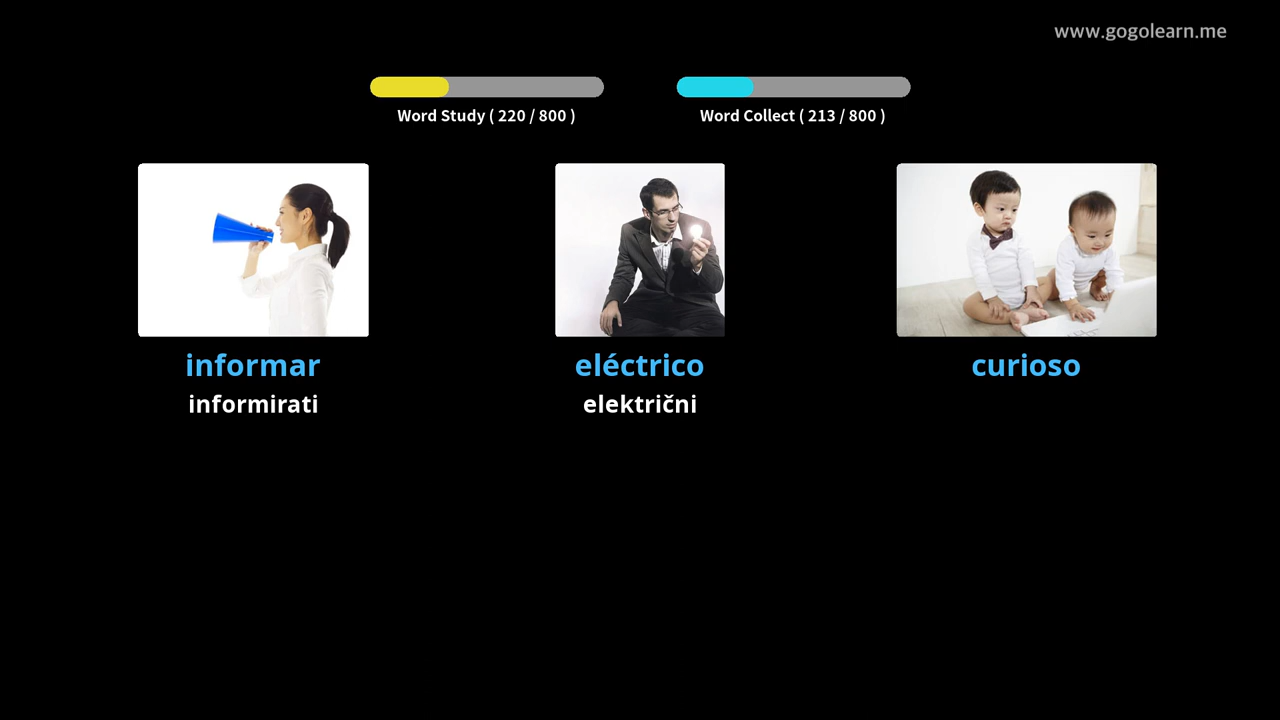 www.gogolearn.me
Word Study ( 220 / 800 )
Word Collect ( 213 / 800 )
informar
informirati
eléctrico
električni
curioso